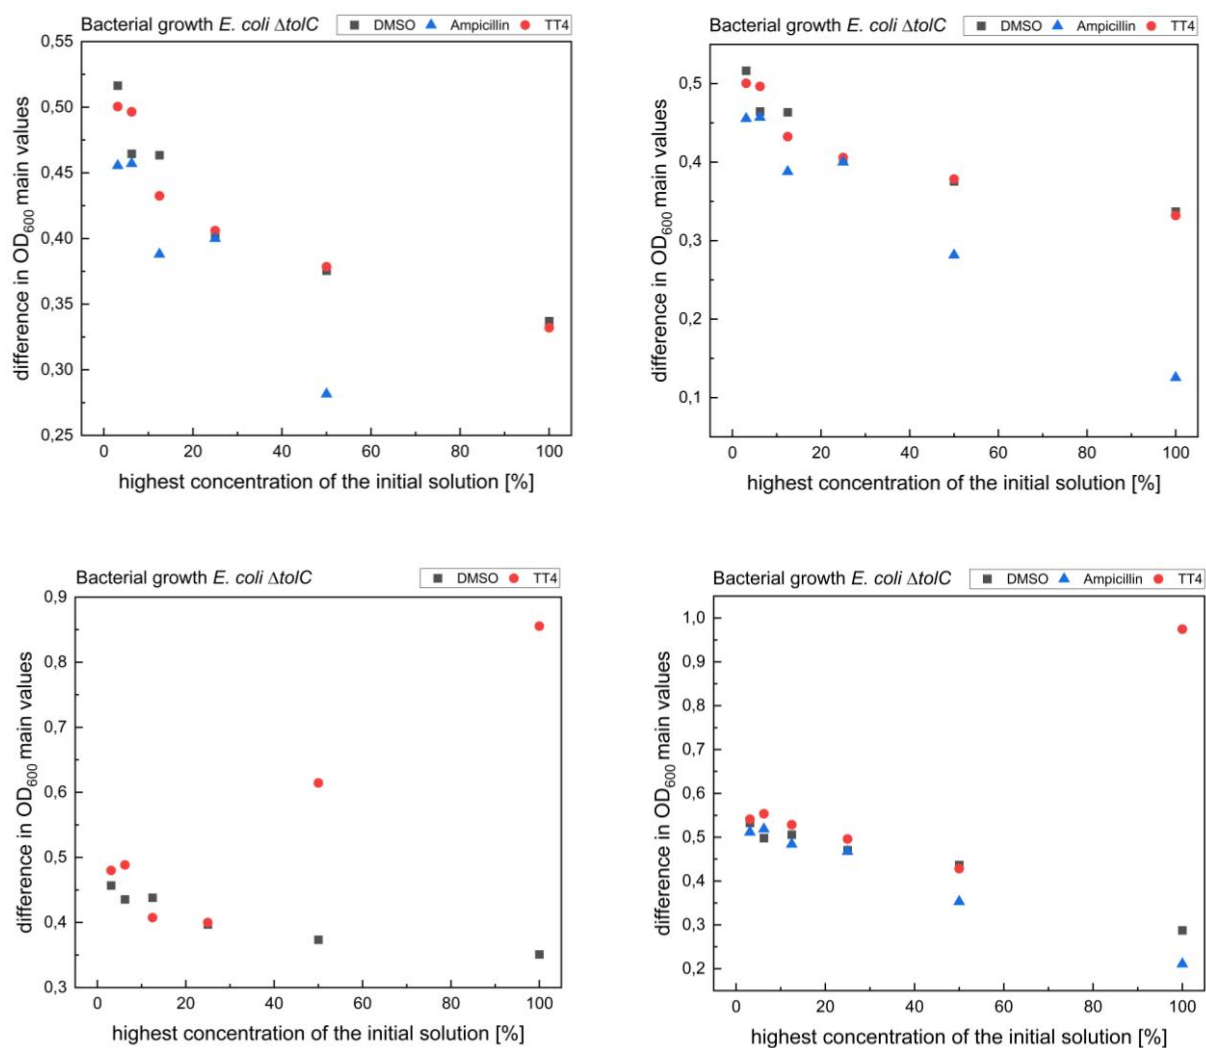 Bacterial growth E. coli ΔtolC DMSO Ampicillin TT4
0,55
0,50
0,45
0,40
0,35
0,30
0,25
0 20 40 60 80 100
difference in OD600 main values
highest concentration of the initial solution [%]
Bacterial growth E. coli ΔtolC DMSO Ampicillin TT4
0,5
0,4
0,3
0,2
0,1
0 20 40 60 80 100
difference in OD600 main values
highest concentration of the initial solution [%]
Bacterial growth E. coli ΔtolC DMSO TT4
0,9
0,8
0,7
0,6
0,5
0,4
0,3
0 20 40 60 80 100
difference in OD600 main values
highest concentration of the initial solution [%]
Bacterial growth E. coli ΔtolC DMSO Ampicillin TT4
1,0
0,9
0,8
0,7
0,6
0,5
0,4
0,3
0,2
0 20 40 60 80 100
difference in OD600 main values
highest concentration of the initial solution [%]